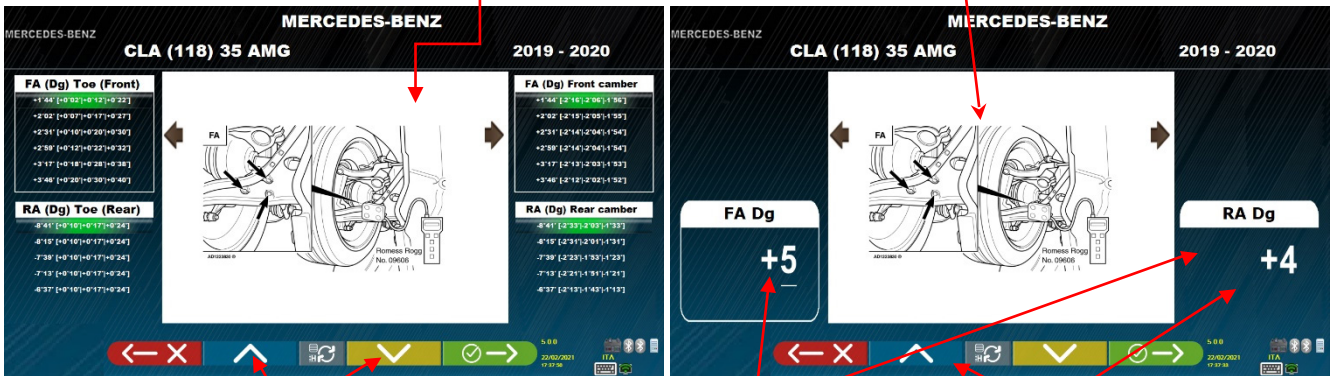 MERCEDES-BENZ
MERCEDES-BENZ
CLA (118) 35 AMG
2019 - 2020
FA (Dg) Toe (Front)
+1°44' [+0°02'|+0°12'|+0°22']
+2°02' [+0°07'|+0°17'|+0°27']
+2°31' [+0°10'|+0°20'|+0°30']
+2°59' [+0°12'|+0°22'|+0°32']
+3°17' [+0°18'|+0°28'|+0°38']
+3°46' [+0°20'|+0°30'|+0°40']
RA (Dg) Toe (Rear)
-8°41' [+0°10'|+0°17'|+0°24']
-8°15' [+0°10'|+0°17'|+0°24']
-7°39' [+0°10'|+0°17'|+0°24']
-7°13' [+0°10'|+0°17'|+0°24']
-6°37' [+0°10'|+0°17'|+0°24']
FA
Romess Rogg
No. 09608
FA (Dg) Front camber
+1°44' [-2°16'|-2°06'|-1°56']
+2°02' [-2°15'|-2°05'|-1°55']
+2°31' [-2°14'|-2°04'|-1°54']
+2°59' [-2°14'|-2°04'|-1°54']
+3°17' [-2°13'|-2°03'|-1°53']
+3°46' [-2°12'|-2°02'|-1°52']
RA (Dg) Rear camber
-8°41' [-2°33'|-2°03'|-1°33']
-8°15' [-2°31'|-2°01'|-1°31']
-7°39' [-2°23'|-1°53'|-1°23']
-7°13' [-2°21'|-1°51'|-1°21']
-6°37' [-2°13'|-1°43'|-1°13']
5.0.0
22/02/2021
17:37:50
ITA
MERCEDES-BENZ
MERCEDES-BENZ
CLA (118) 35 AMG
2019 - 2020
FA Dg
+5
FA
Romess Rogg
No. 09608
RA Dg
+4
5.0.0
22/02/2021
ITA